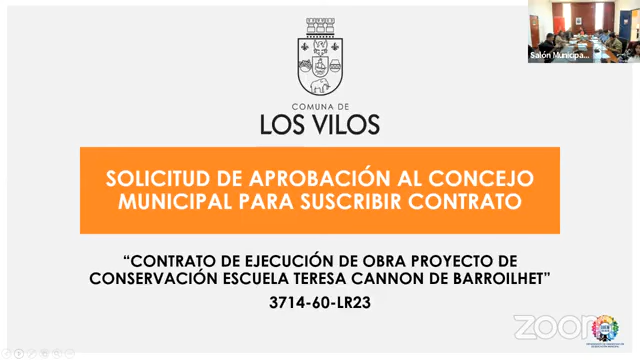 Salón Municipa...
COMUNA DE
LOS VILOS
SOLICITUD DE APROBACIÓN AL CONCEJO
MUNICIPAL PARA SUSCRIBIR CONTRATO
“CONTRATO DE EJECUCIÓN DE OBRA PROYECTO DE
CONSERVACIÓN ESCUELA TERESA CANNON DE BARROILHET”
3714-60-LR23
zoom